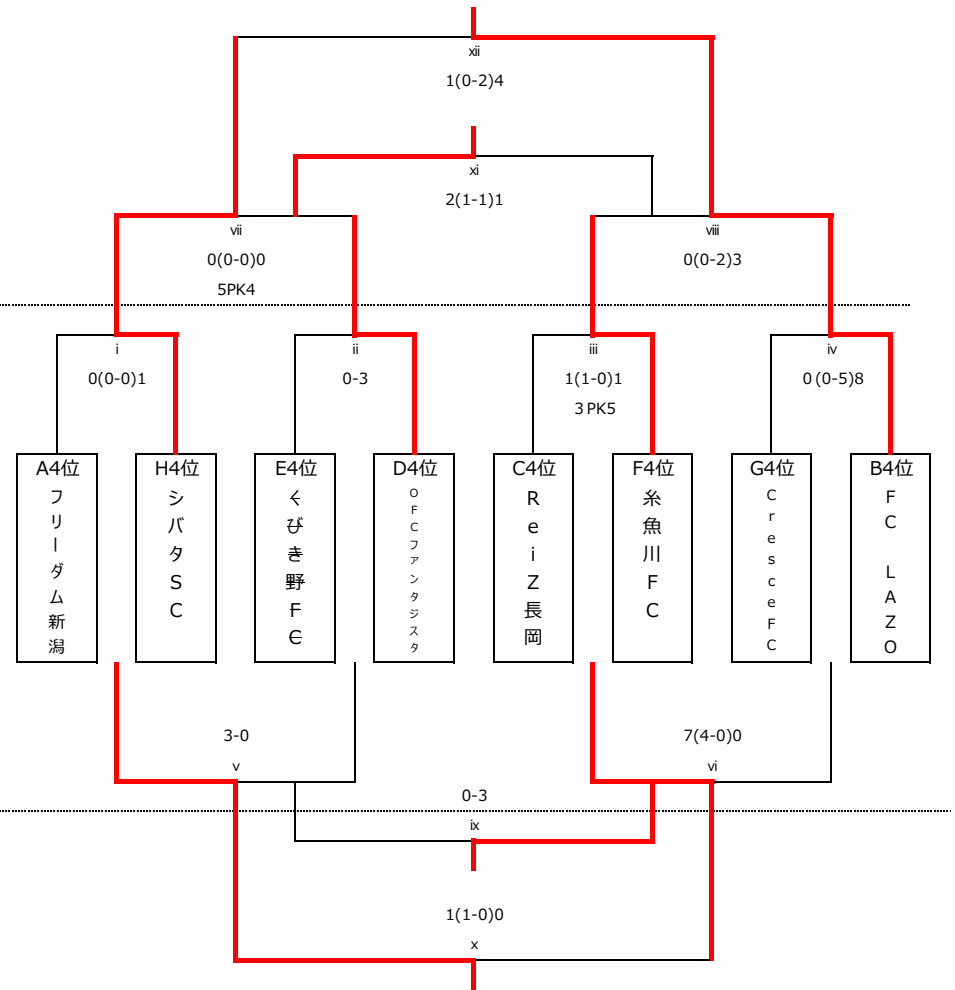 xii
1(0-2)4
xi
2(1-1)1
vii
viii
0(0-0)0
0(0-2)3
5PK4
i
ii
iii
iv
0(0-0)1
0-3
1(1-0)1
0(0-5)8
3PK5
A4位
フリーダム新潟
H4位
シバタSC
E4位
くびき野FC
D4位
OFCファンタジスタ
C4位
ReiZ長岡
F4位
糸魚川FC
G4位
CresceFC
B4位
FC LAZO
3-0
7(4-0)0
v
vi
0-3
ix
1(1-0)0
x